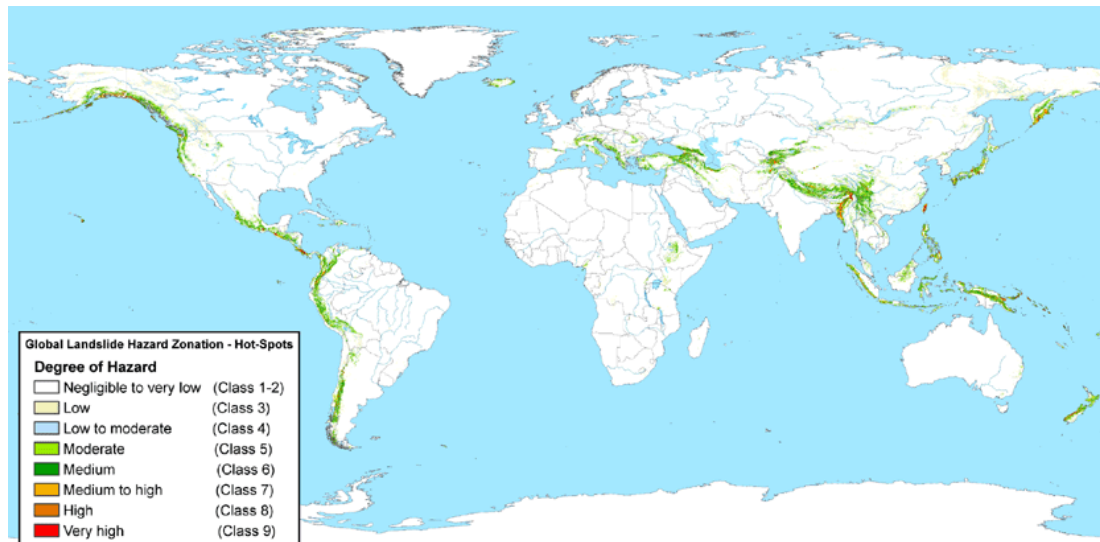 Global Landslide Hazard Zonation - Hot-Spots
Degree of Hazard
Negligible to very low (Class 1-2)
Low (Class 3)
Low to moderate (Class 4)
Moderate (Class 5)
Medium (Class 6)
Medium to high (Class 7)
High (Class 8)
Very high (Class 9)